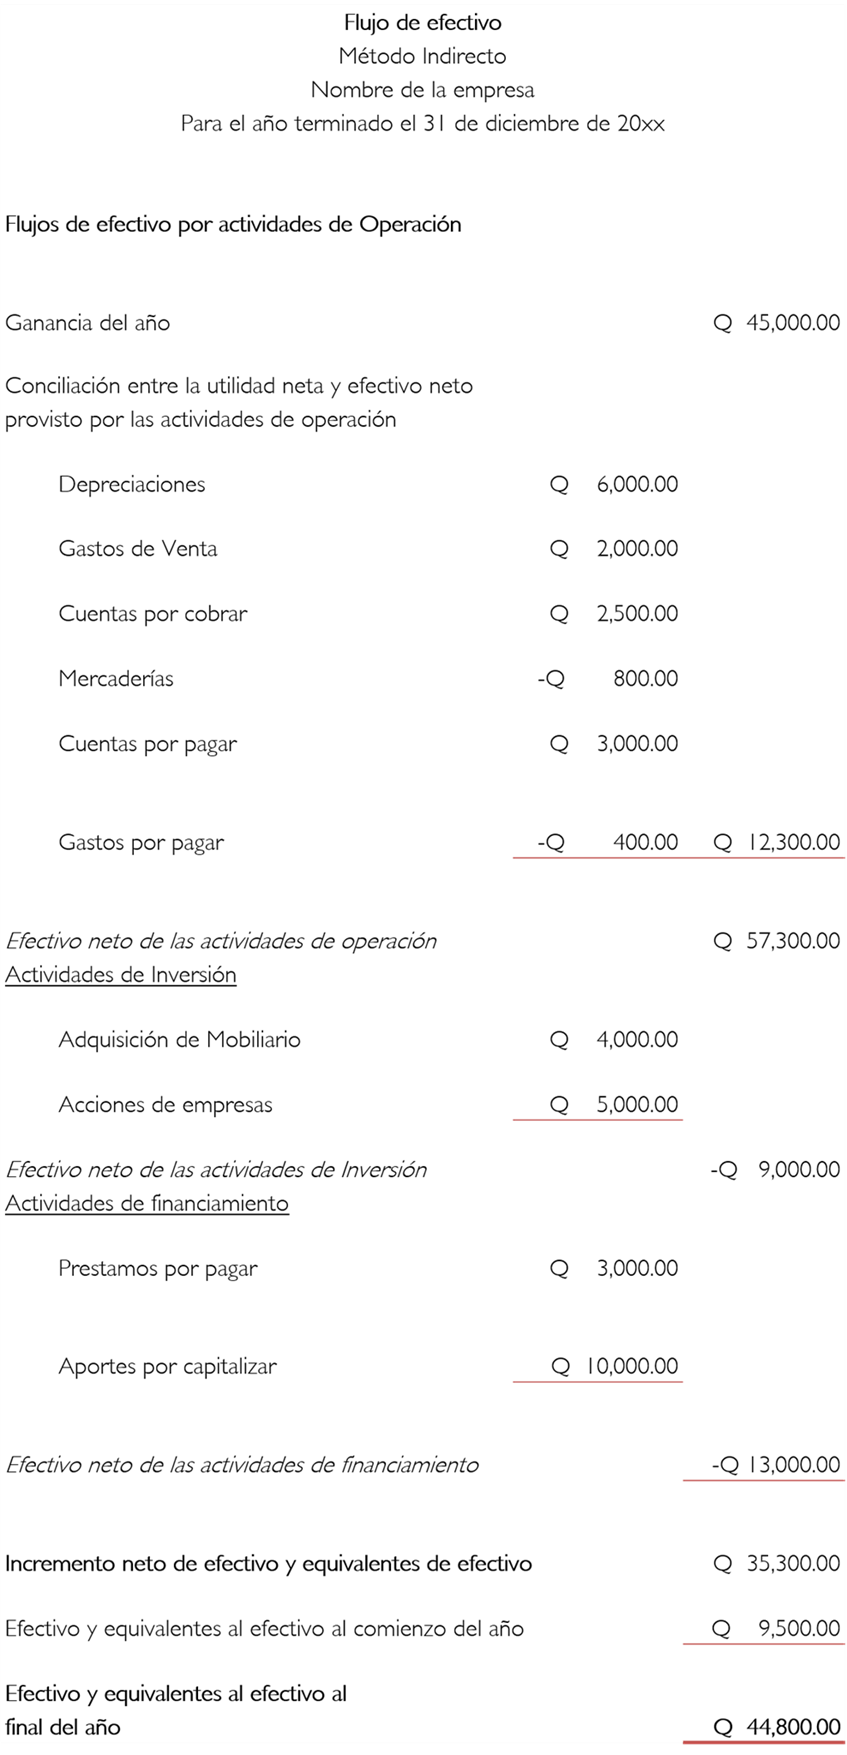 Flujo de efectivo
Método Indirecto
Nombre de la empresa
Para el año terminado el 31 de diciembre de 20xx
Flujos de efectivo por actividades de Operación
Ganancia del año Q 45,000.00
Conciliación entre la utilidad neta y efectivo neto
provisto por las actividades de operación
Depreciaciones Q 6,000.00
Gastos de Venta Q 2,000.00
Cuentas por cobrar Q 2,500.00
Mercaderías -Q 800.00
Cuentas por pagar Q 3,000.00
Gastos por pagar -Q 400.00 Q 12,300.00
Efectivo neto de las actividades de operación Q 57,300.00
Actividades de Inversión
Adquisición de Mobiliario Q 4,000.00
Acciones de empresas Q 5,000.00
Efectivo neto de las actividades de Inversión -Q 9,000.00
Actividades de financiamiento
Prestamos por pagar Q 3,000.00
Aportes por capitalizar Q 10,000.00
Efectivo neto de las actividades de financiamiento -Q 13,000.00
Incremento neto de efectivo y equivalentes de efectivo Q 35,300.00
Efectivo y equivalentes al efectivo al comienzo del año Q 9,500.00
Efectivo y equivalentes al efectivo al
final del año Q 44,800.00